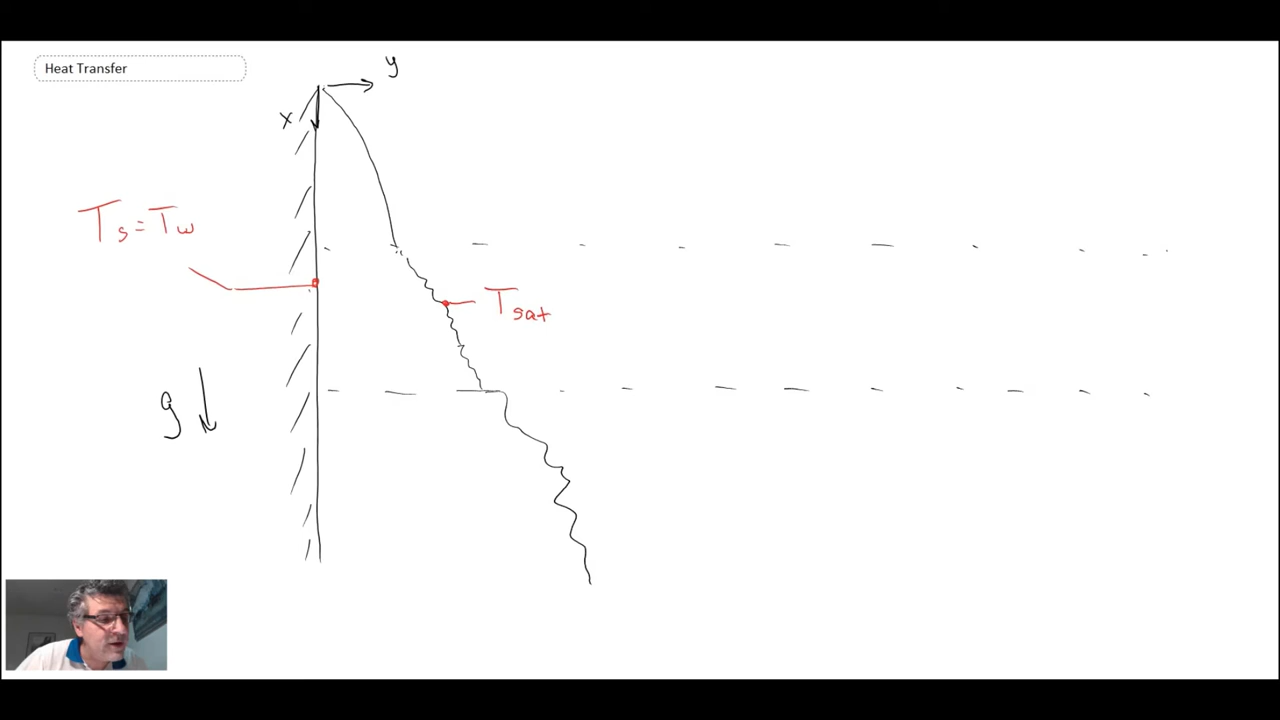 Heat Transfer
y
x
Ts = Tw
Tsat
g